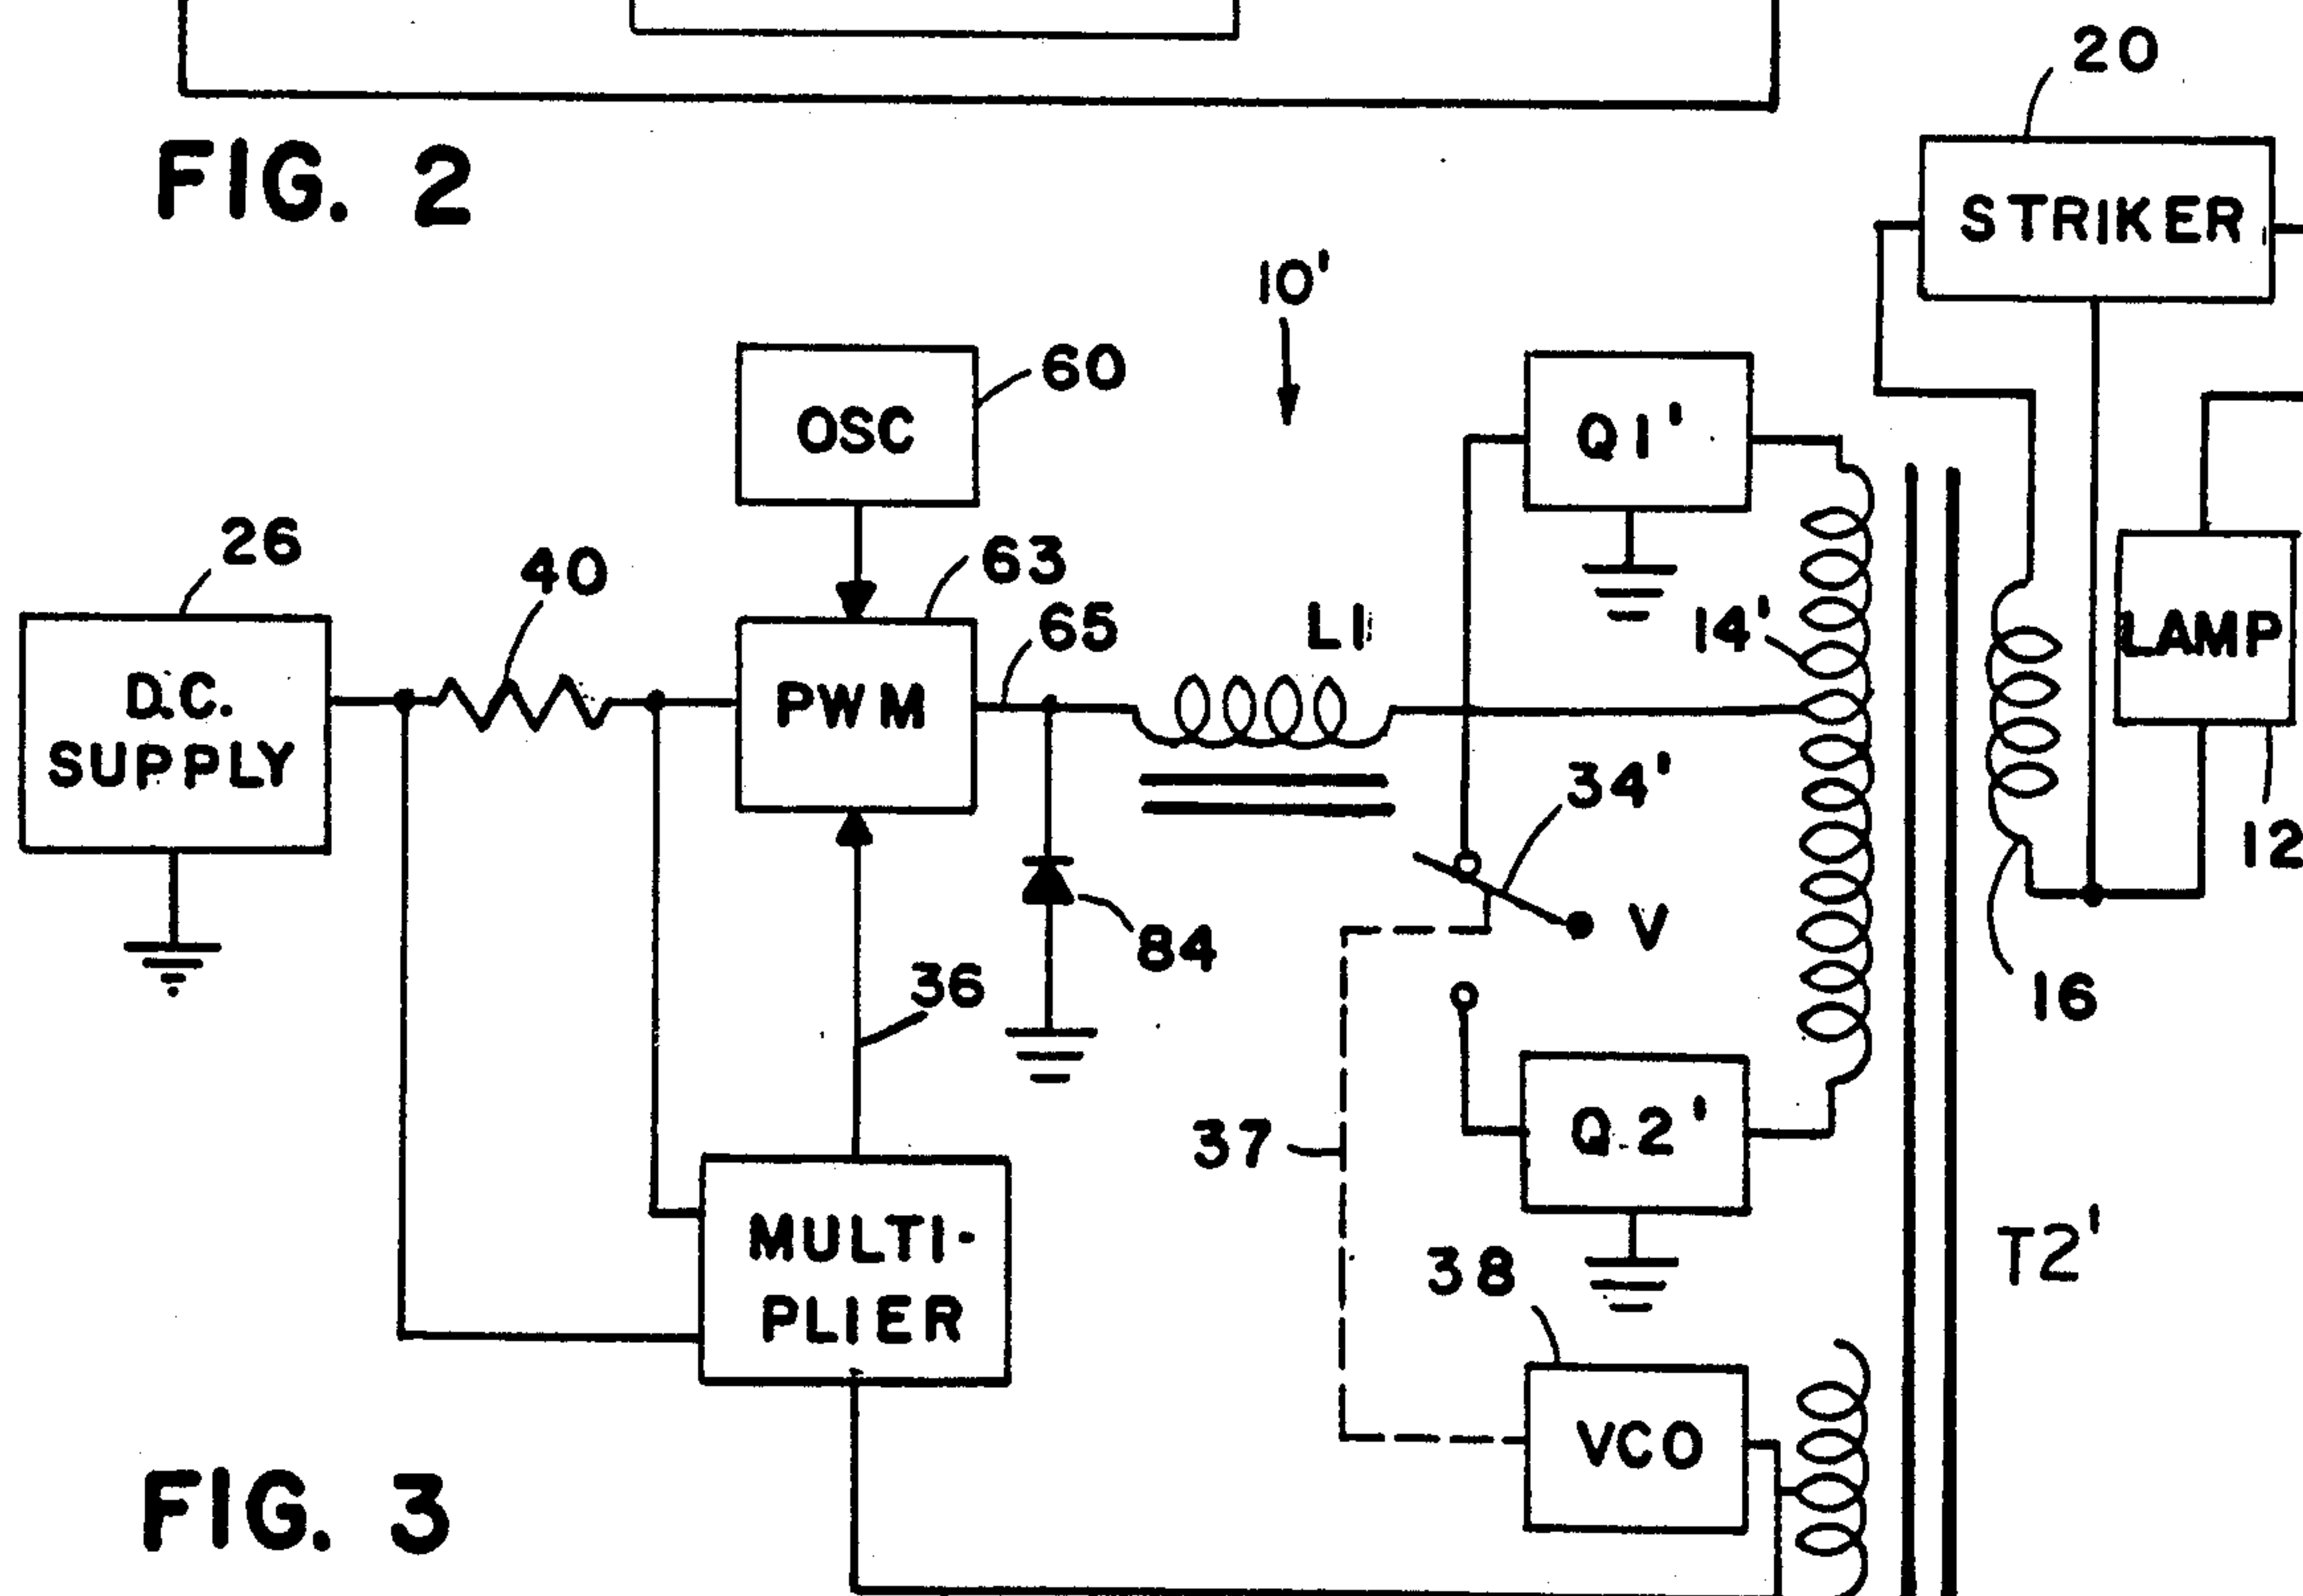 FIG. 2
20
STRIKER
10'
OSC
60
Q1'
26
40
63
65
L1
14'
D.C.
SUPPLY
PWM
LAMP
34'
12
84
V
36
16
37
Q2'
MULTI-
PLIER
38
T2'
VCO
FIG. 3